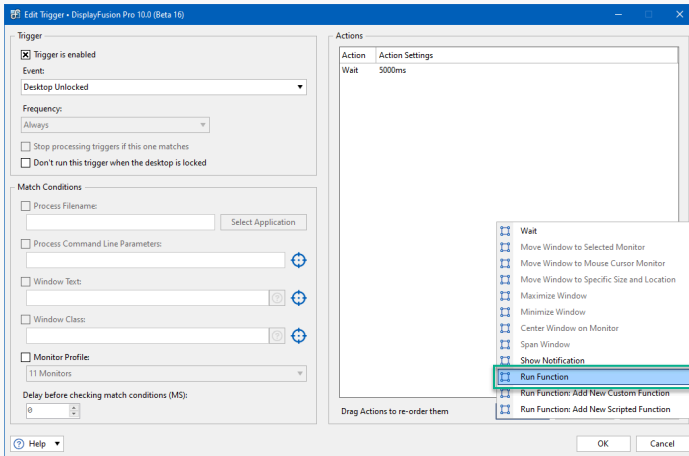 Edit Trigger • DisplayFusion Pro 10.0 (Beta 16)
Trigger
Trigger is enabled
Event:
Desktop Unlocked
Frequency:
Always
Stop processing triggers if this one matches
Don't run this trigger when the desktop is locked
Match Conditions
Process Filename:
Select Application
Process Command Line Parameters:
Window Text:
Window Class:
Monitor Profile:
11 Monitors
Delay before checking match conditions (MS):
0
Actions
Action Action Settings
Wait 5000ms
Wait
Move Window to Selected Monitor
Move Window to Mouse Cursor Monitor
Move Window to Specific Size and Location
Maximize Window
Minimize Window
Center Window on Monitor
Span Window
Show Notification
Run Function
Run Function: Add New Custom Function
Run Function: Add New Scripted Function
Drag Actions to re-order them
Help
OK Cancel